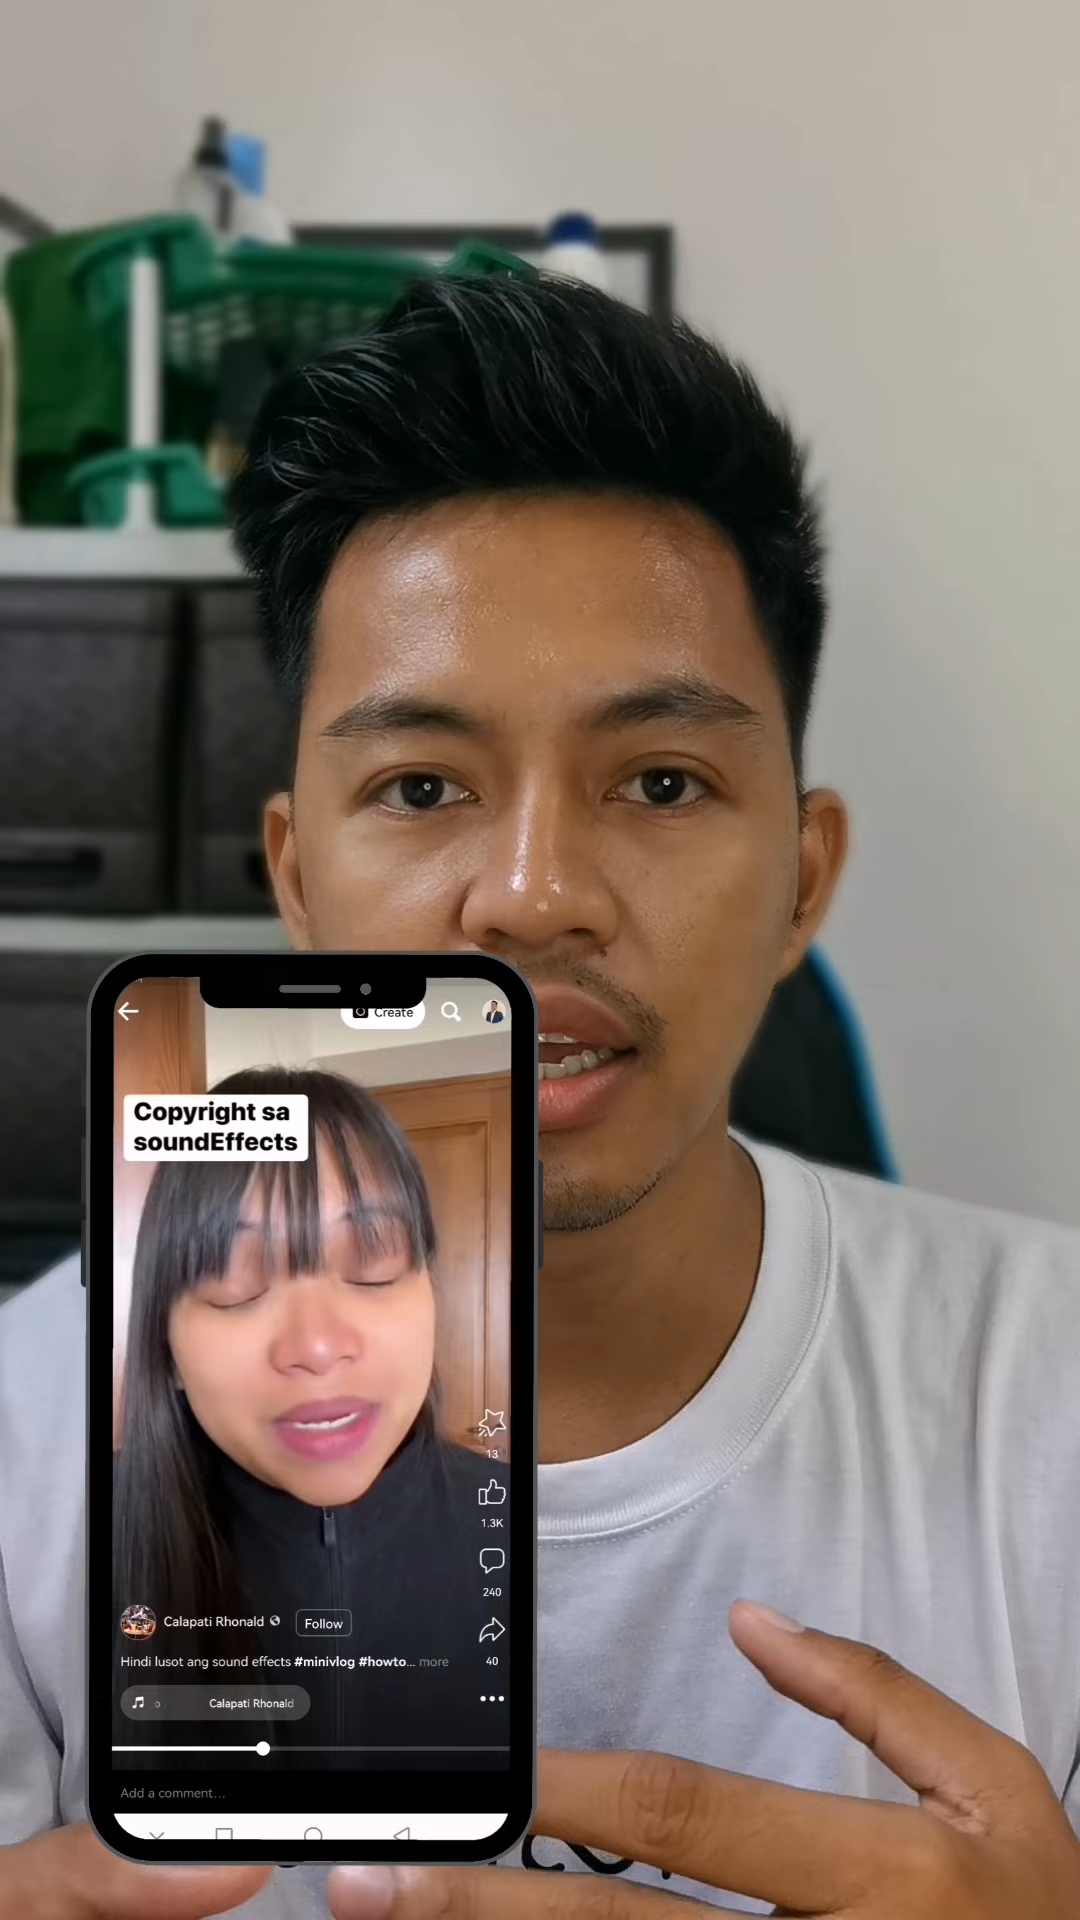 Create
Copyright sa
soundEffects
13
1.3K
240
Calapati Rhonald
Follow
40
Hindi lusot ang sound effects #minivlog #howto... more
Calapati Rhonald
Add a comment...